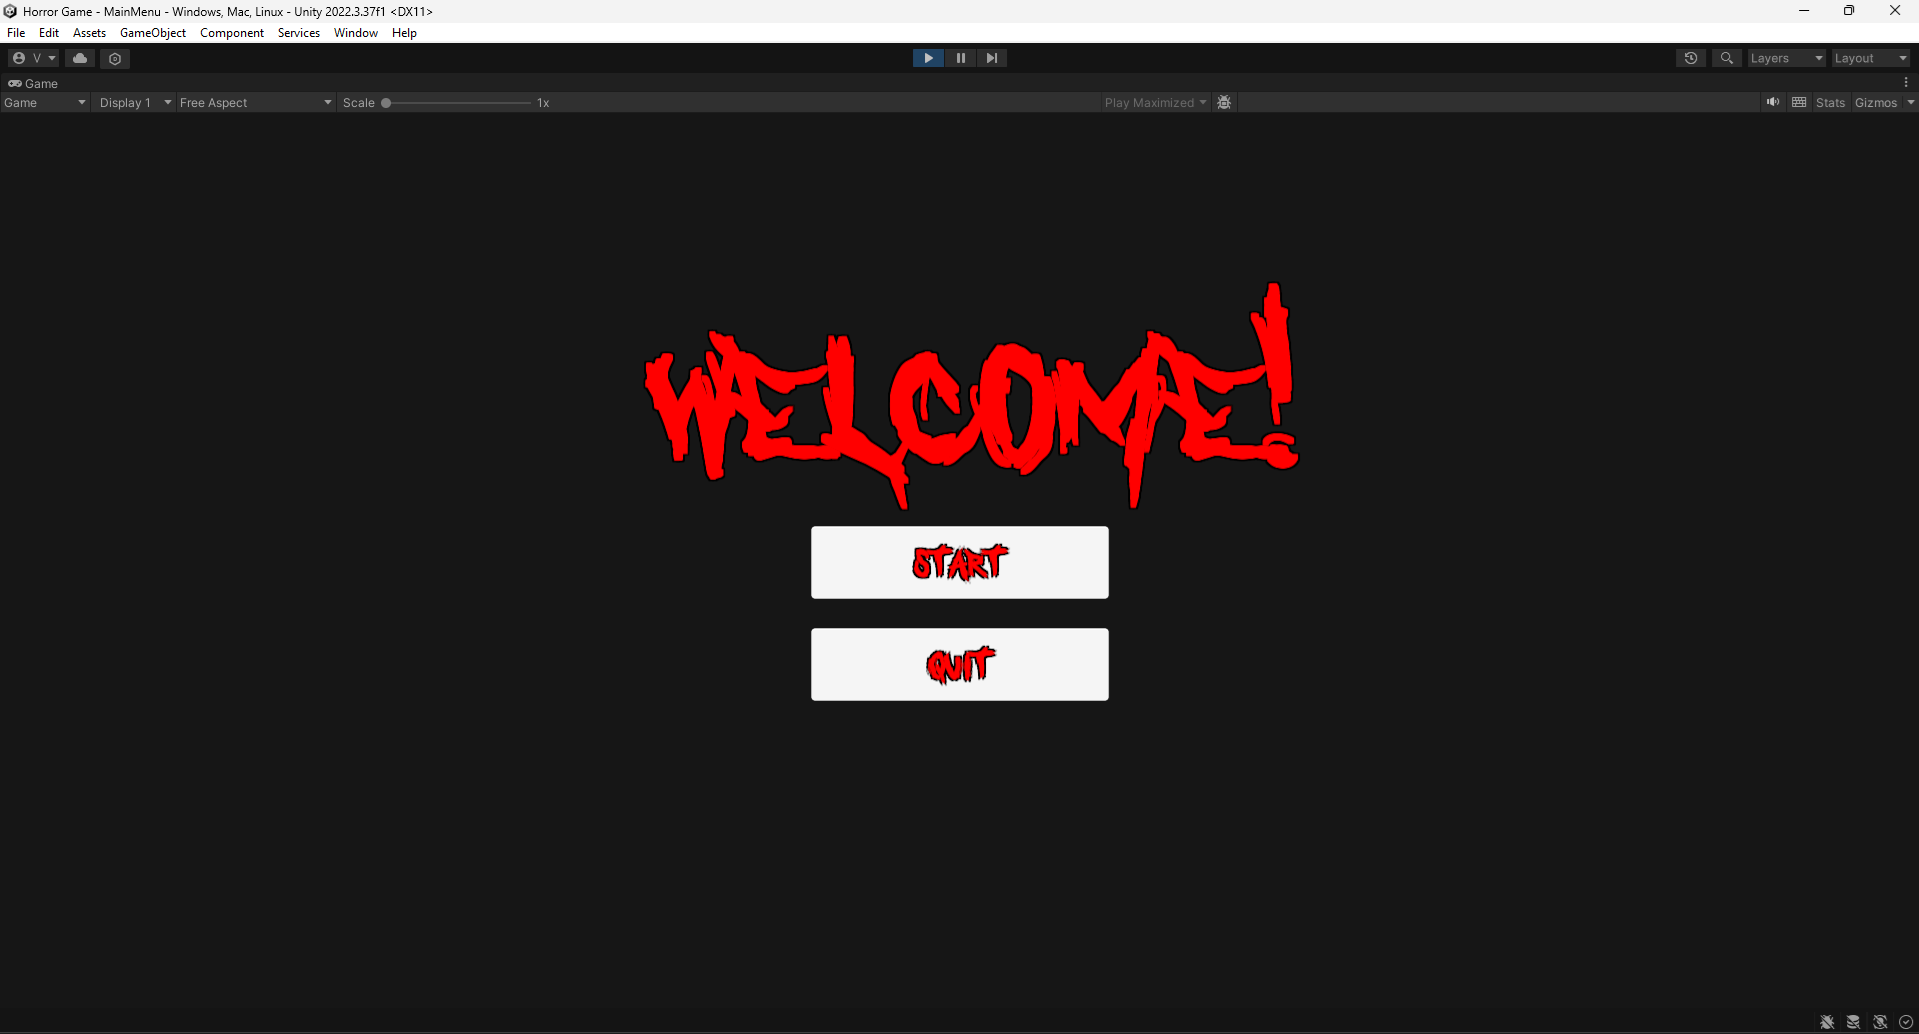 Horror Game - MainMenu - Windows, Mac, Linux - Unity 2022.3.37f1 <DX11>
File Edit Assets GameObject Component Services Window Help
V Layers Layout
Game
Game Display 1 Free Aspect Scale 1x Play Maximized Stats Gizmos
WELCOME!
START
QUIT